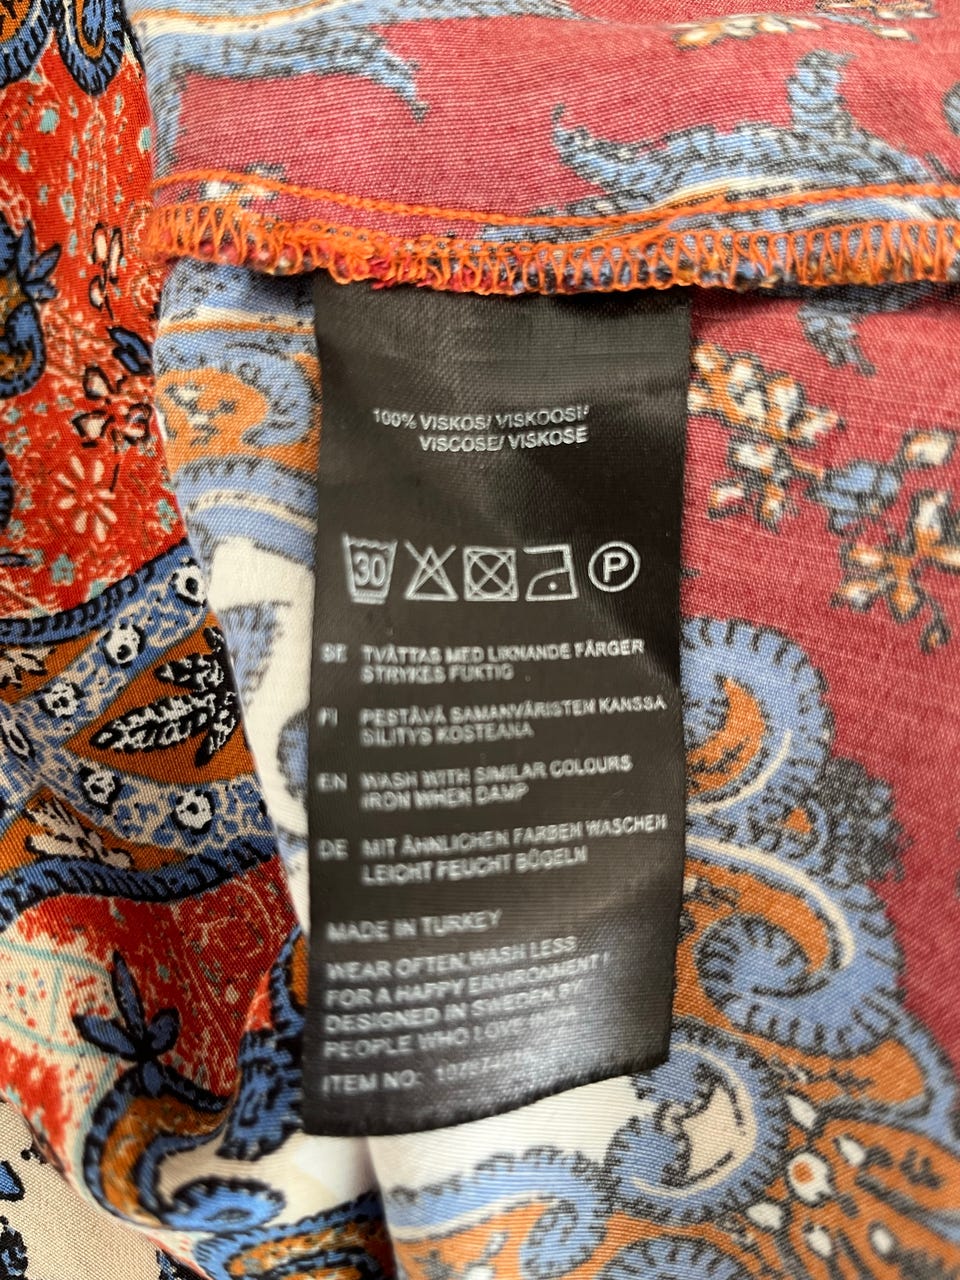 100% VISKOS/ VISKOOSI/
VISCOSE/ VISKOSE
30
P
SE TVÄTTAS MED LIKNANDE FÄRGER
STRYKES FUKTIG
FI PESTÄVÄ SAMANVÄRISTEN KANSSA
SILITYS KOSTEANA
EN WASH WITH SIMILAR COLOURS
IRON WHEN DAMP
DE MIT ÄHNLICHEN FARBEN WASCHEN
LEICHT FEUCHT BÜGELN
MADE IN TURKEY
WEAR OFTEN, WASH LESS
FOR A HAPPY ENVIRONMENT!
DESIGNED IN SWEDEN BY
PEOPLE WHO LOVE
ITEM NO: